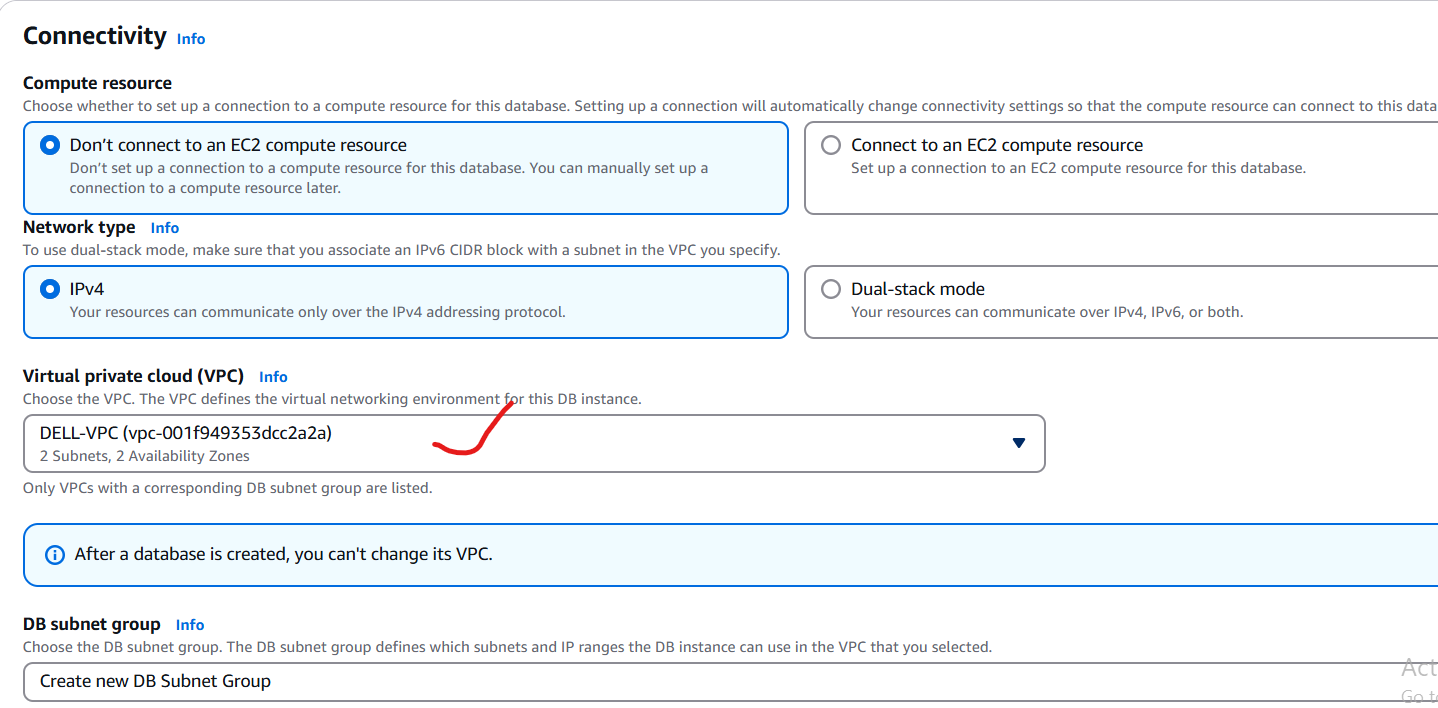 Connectivity Info
Compute resource
Choose whether to set up a connection to a compute resource for this database. Setting up a connection will automatically change connectivity settings so that the compute resource can connect to this data
Don’t connect to an EC2 compute resource
Don’t set up a connection to a compute resource for this database. You can manually set up a
connection to a compute resource later.
Connect to an EC2 compute resource
Set up a connection to an EC2 compute resource for this database.
Network type Info
To use dual-stack mode, make sure that you associate an IPv6 CIDR block with a subnet in the VPC you specify.
IPv4
Your resources can communicate only over the IPv4 addressing protocol.
Dual-stack mode
Your resources can communicate over IPv4, IPv6, or both.
Virtual private cloud (VPC) Info
Choose the VPC. The VPC defines the virtual networking environment for this DB instance.
DELL-VPC (vpc-001f949353dcc2a2a)
2 Subnets, 2 Availability Zones
Only VPCs with a corresponding DB subnet group are listed.
After a database is created, you can't change its VPC.
DB subnet group Info
Choose the DB subnet group. The DB subnet group defines which subnets and IP ranges the DB instance can use in the VPC that you selected.
Create new DB Subnet Group
Act
Go t